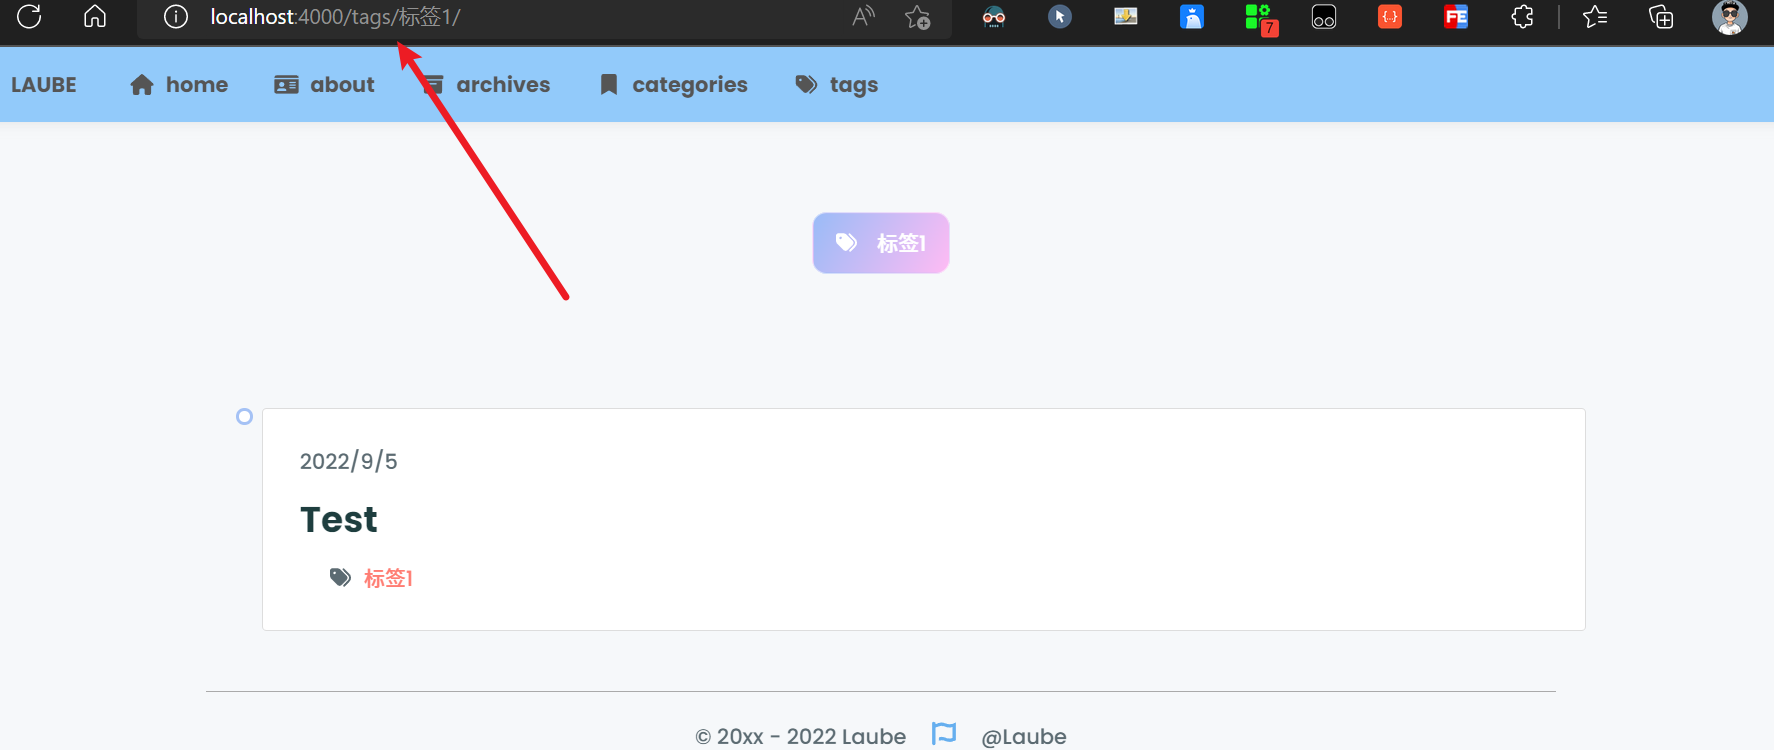 localhost:4000/tags/标签1/
7
LAUBE home about archives categories tags
标签1
2022/9/5
Test
标签1
© 20xx - 2022 Laube @Laube